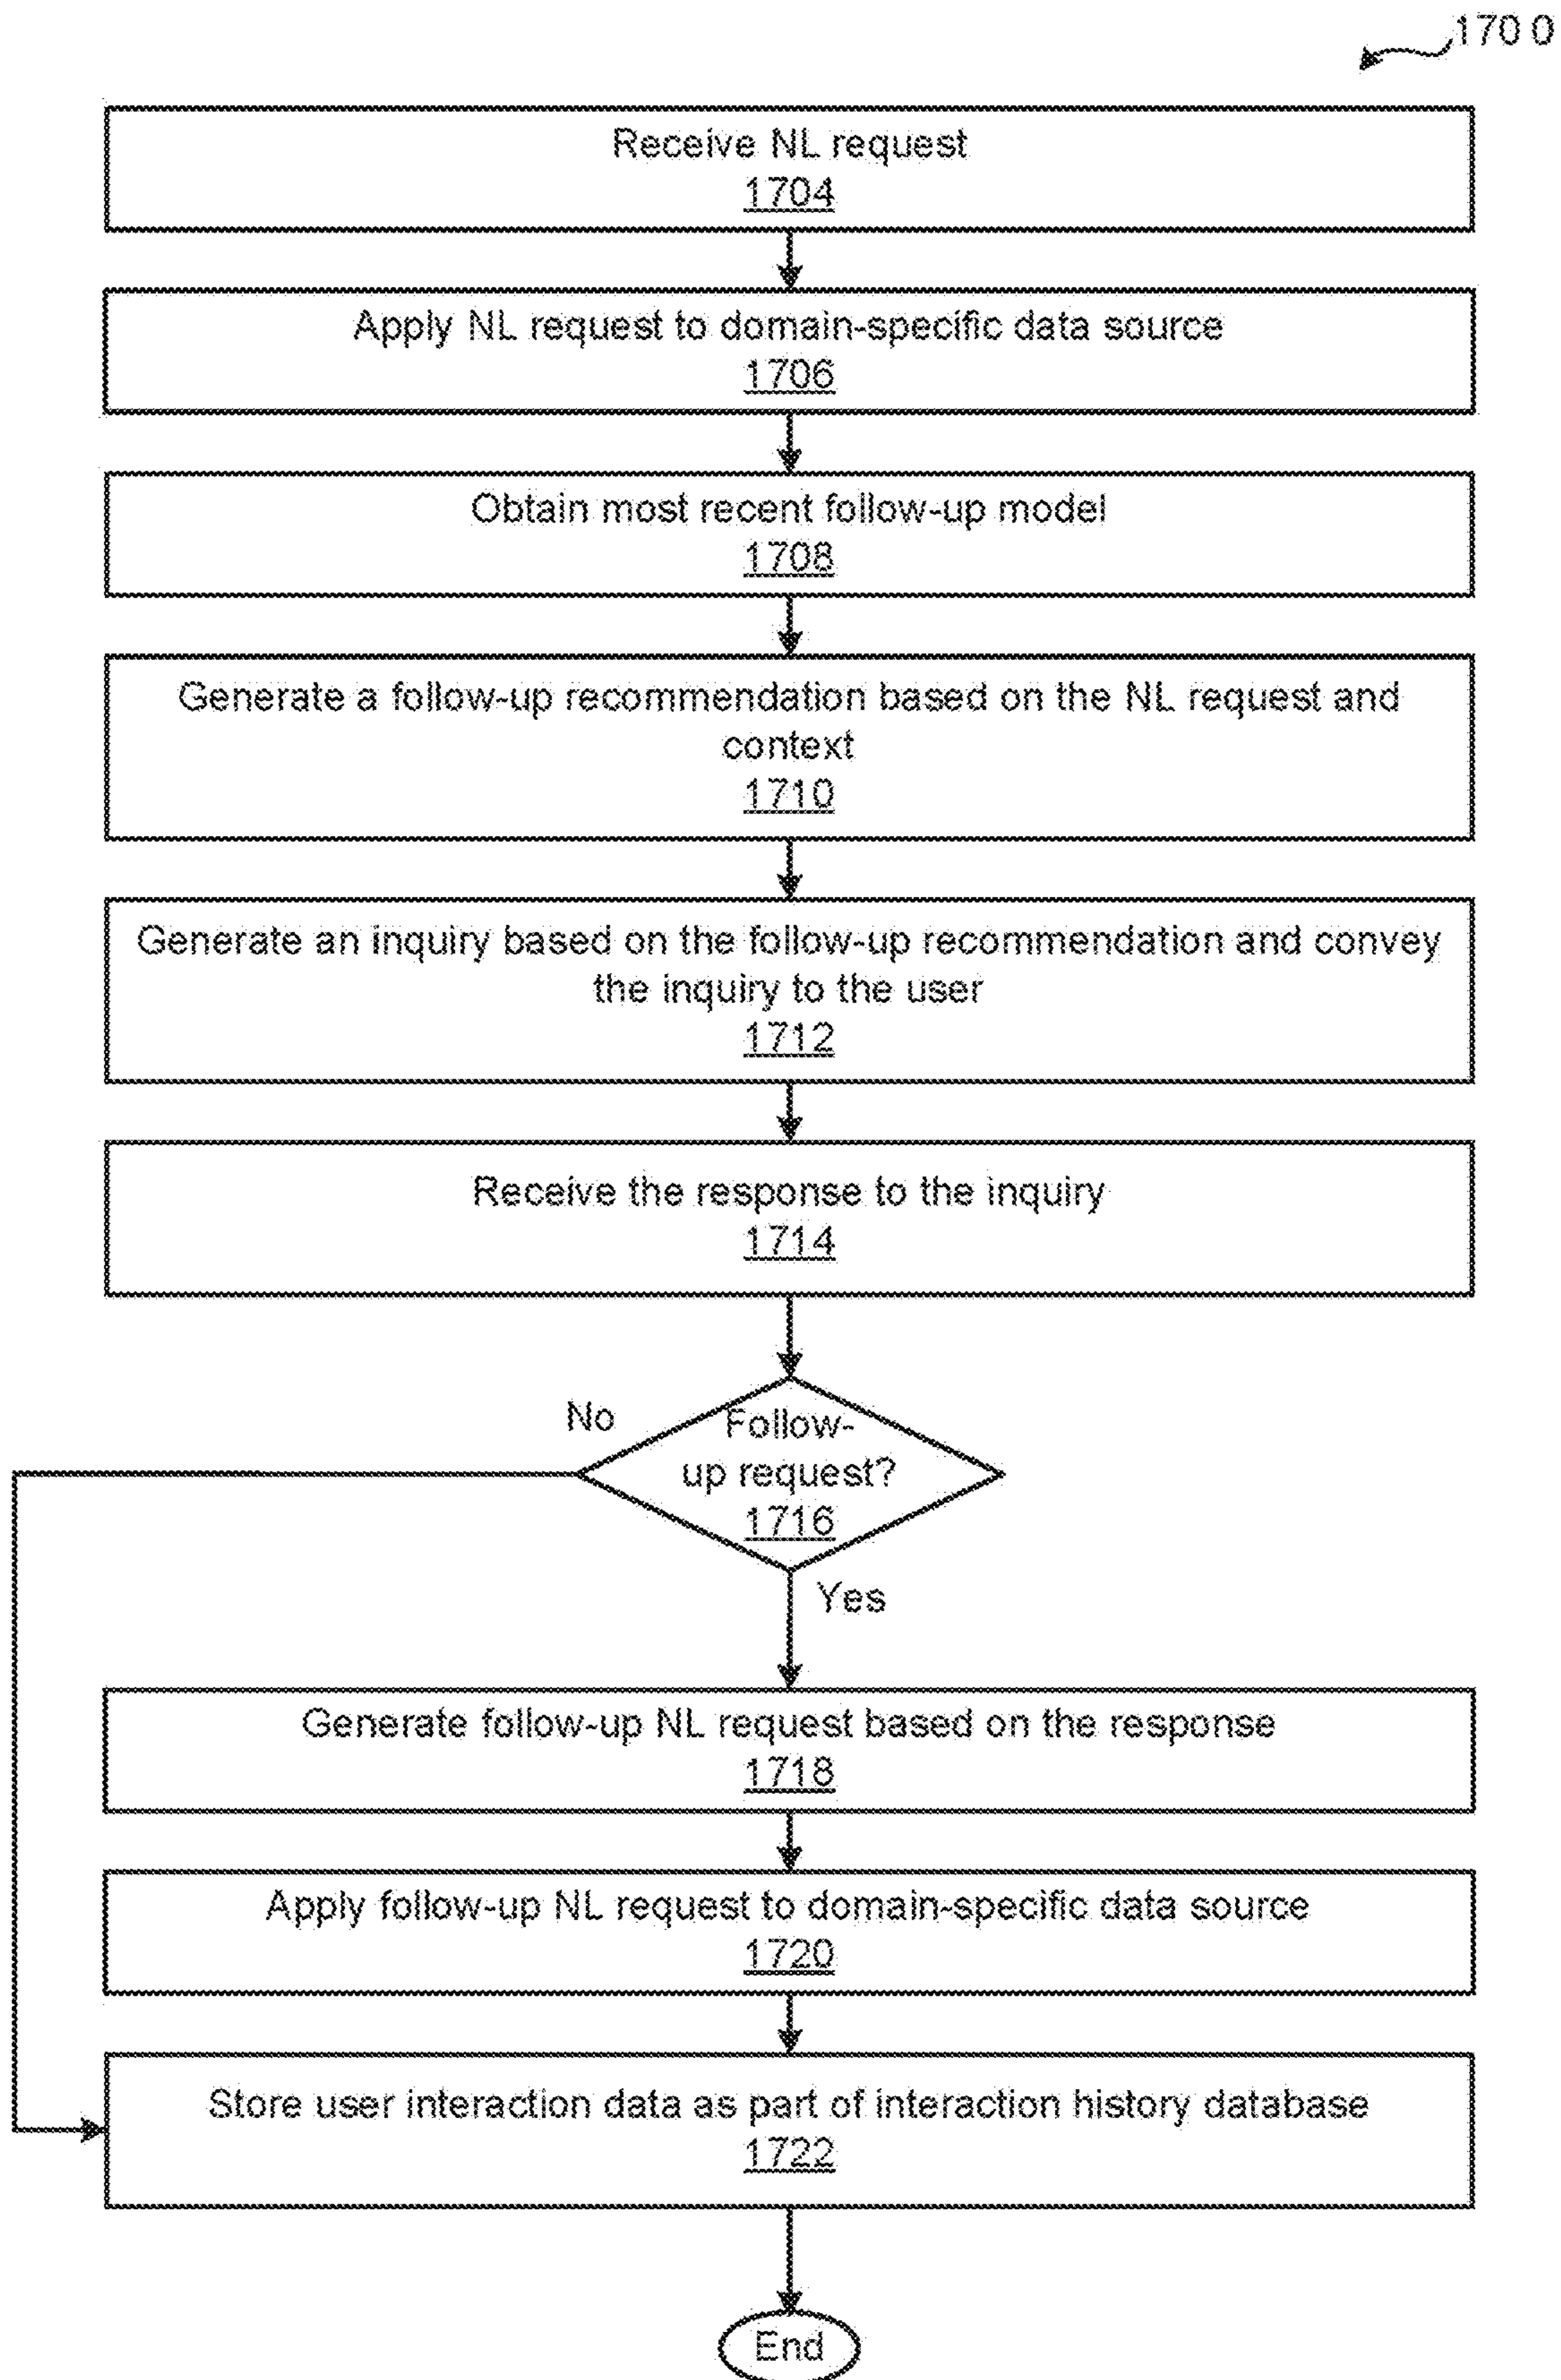 170 0
Receive NL request
1704
Apply NL request to domain-specific data source
1706
Obtain most recent follow-up model
1708
Generate a follow-up recommendation based on the NL request and
context
1710
Generate an inquiry based on the follow-up recommendation and convey
the inquiry to the user
1712
Receive the response to the inquiry
1714
No
Follow-
up request?
1716
Yes
Generate follow-up NL request based on the response
1718
Apply follow-up NL request to domain-specific data source
1720
Store user interaction data as part of interaction history database
1722
End